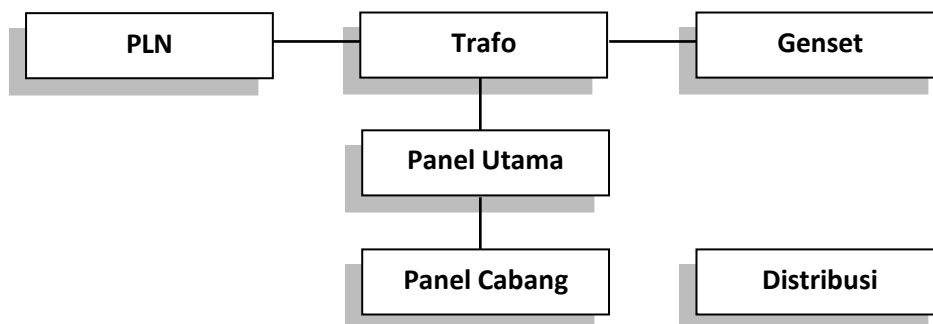 PLN
Trafo
Genset
Panel Utama
Panel Cabang
Distribusi